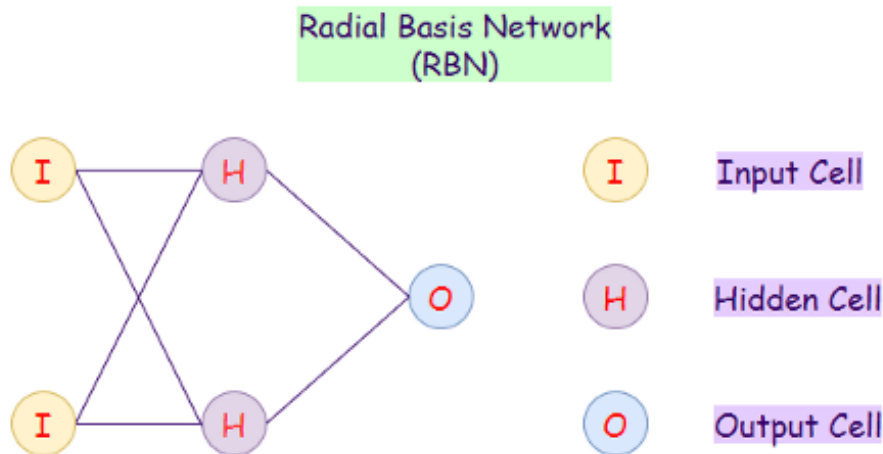 Radial Basis Network
(RBN)
I H I Input Cell
O H Hidden Cell
I H O Output Cell